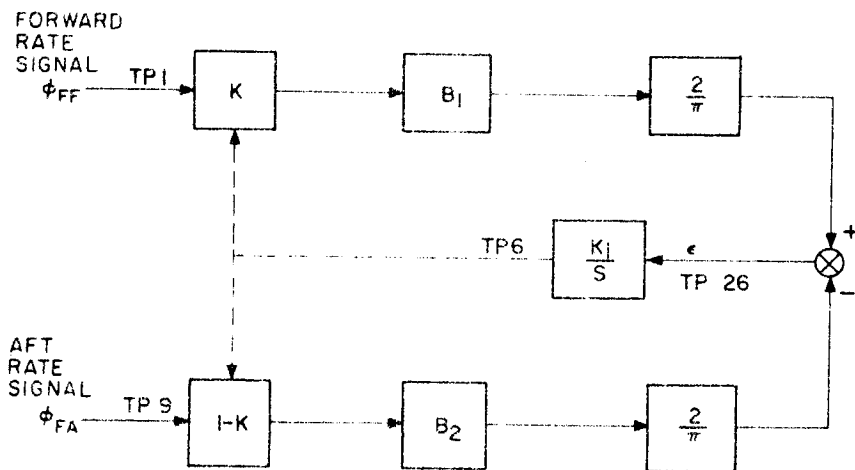 FORWARD
RATE
SIGNAL
ϕFF TP1
K
B1
2
π
+
TP6
Ki
S
ϵ
TP 26
−
AFT
RATE
SIGNAL
ϕFA TP 9
1-K
B2
2
π